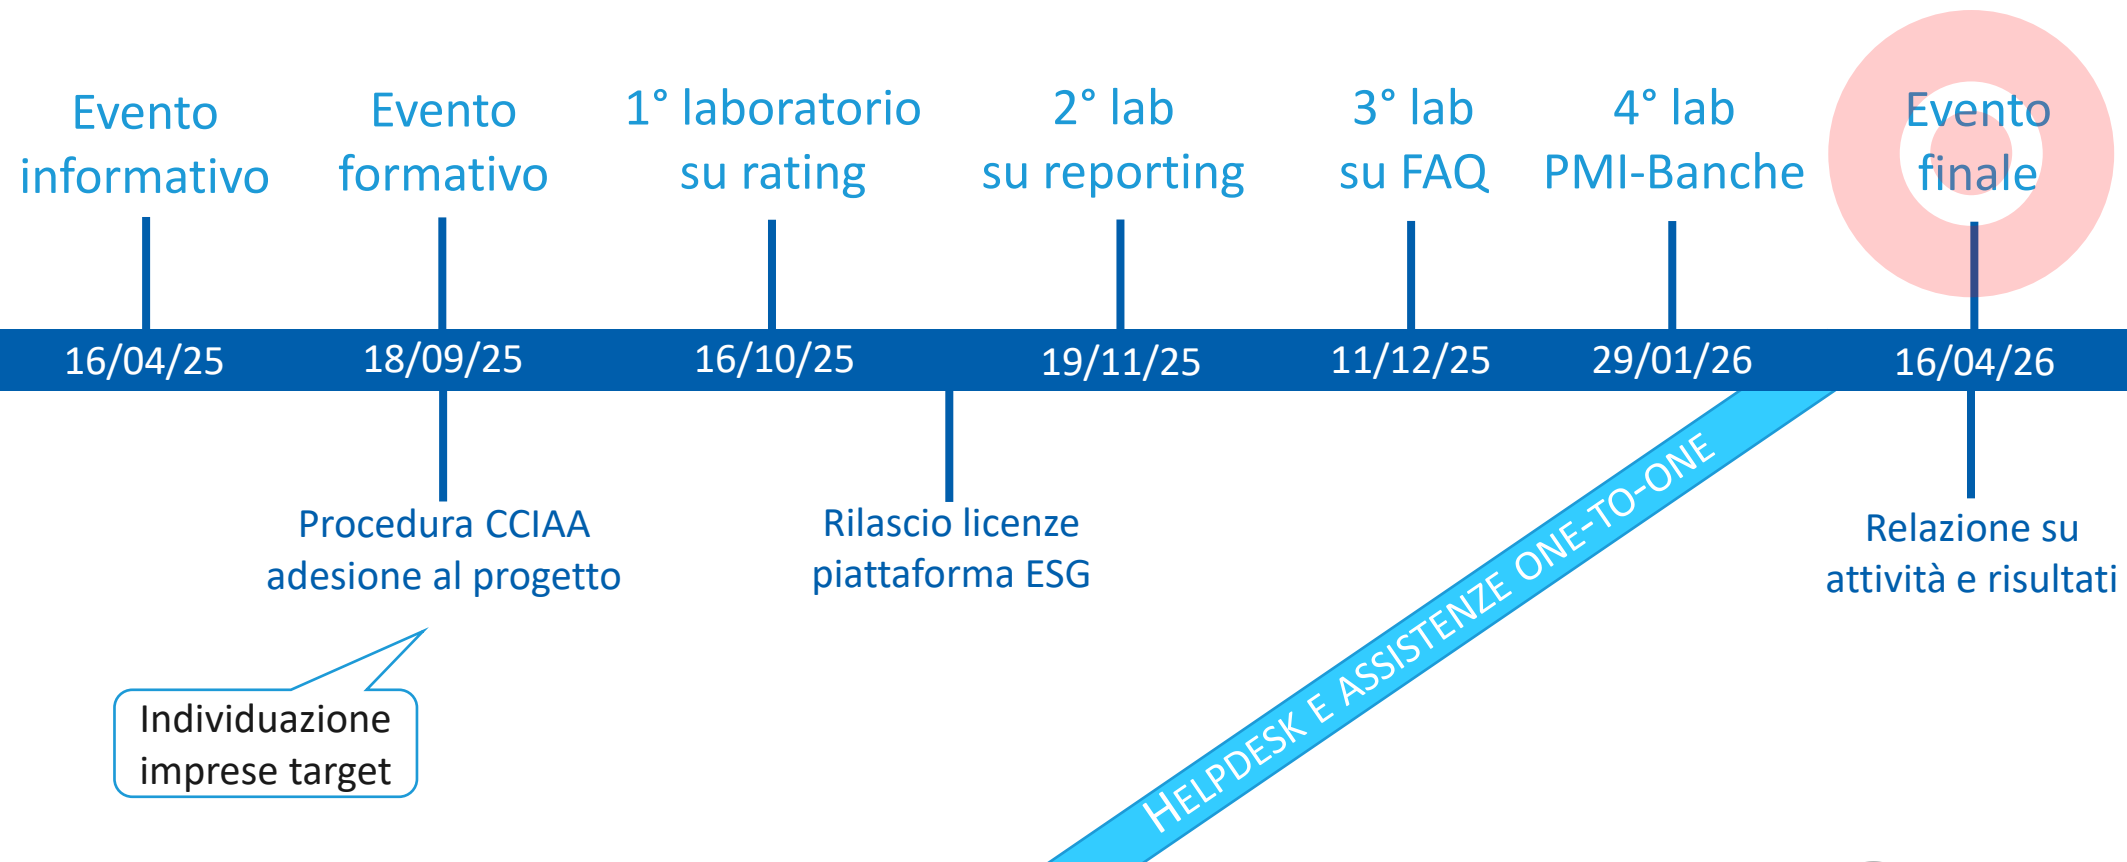 Evento
informativo
Evento
formativo
1° laboratorio
su rating
2° lab
su reporting
3° lab
su FAQ
4° lab
PMI-Banche
Evento
finale
16/04/25
18/09/25
16/10/25
19/11/25
11/12/25
29/01/26
16/04/26
Procedura CCIAA
adesione al progetto
Rilascio licenze
piattaforma ESG
Relazione su
attività e risultati
Individuazione
imprese target
HELPDESK E ASSISTENZE ONE-TO-ONE